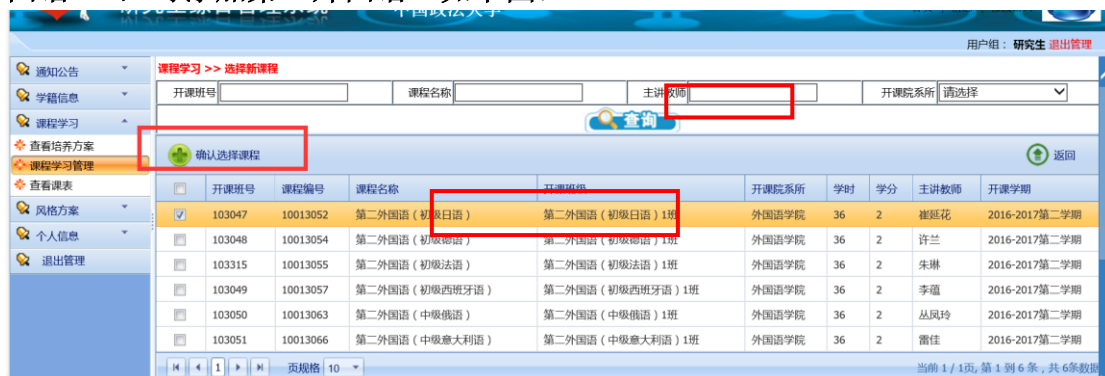 用户组： 研究生 退出管理
通知公告
学籍信息
课程学习
查看培养方案
课程学习管理
查看课表
风格方案
个人信息
退出管理
课程学习 >> 选择新课程
开课班号 课程名称 主讲教师 开课院系所 请选择
查询
确认选择课程 返回
开课班号 课程编号 课程名称 开课班级 开课院系所 学时 学分 主讲教师 开课学期
103047 10013052 第二外国语（初级日语） 第二外国语（初级日语）1班 外国语学院 36 2 崔延花 2016-2017第二学期
103048 10013054 第二外国语（初级德语） 第二外国语（初级德语）1班 外国语学院 36 2 许兰 2016-2017第二学期
103315 10013055 第二外国语（初级法语） 第二外国语（初级法语）1班 外国语学院 36 2 朱琳 2016-2017第二学期
103049 10013057 第二外国语（初级西班牙语） 第二外国语（初级西班牙语）1班 外国语学院 36 2 李蕴 2016-2017第二学期
103050 10013063 第二外国语（中级俄语） 第二外国语（中级俄语）1班 外国语学院 36 2 丛凤玲 2016-2017第二学期
103051 10013066 第二外国语（中级意大利语） 第二外国语（中级意大利语）1班 外国语学院 36 2 雷佳 2016-2017第二学期
1 页规格 10 当前 1 / 1页, 第 1 到 6 条，共 6条数据